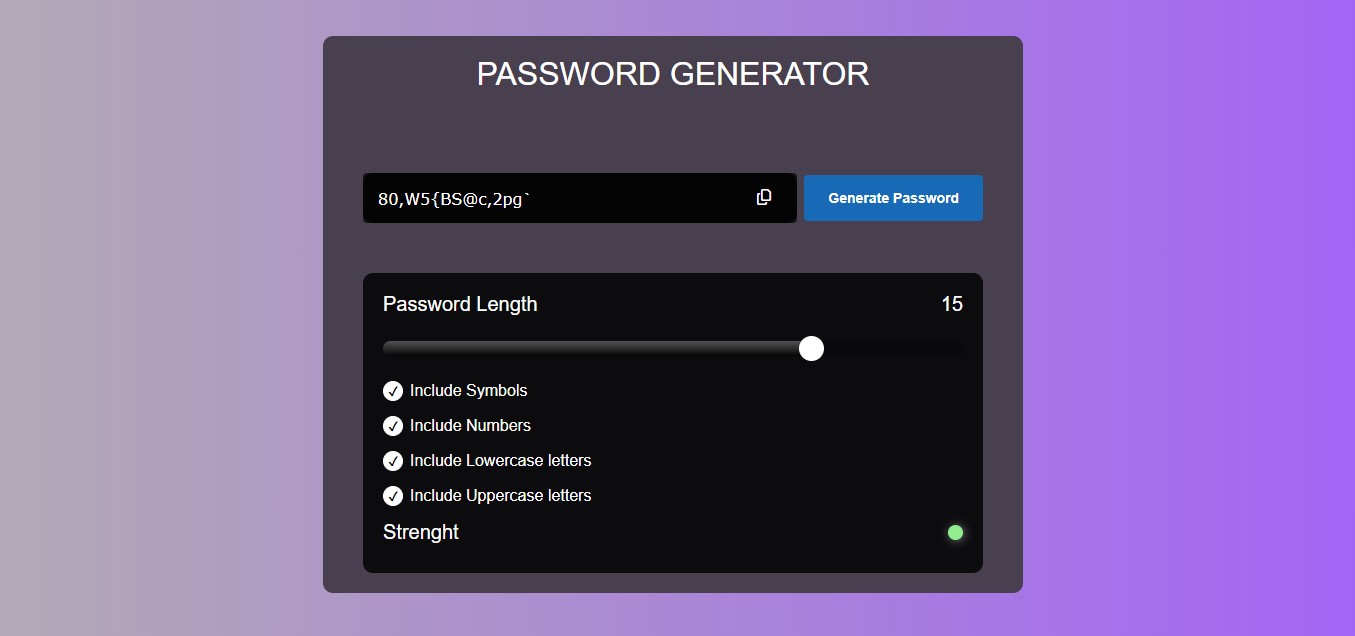 PASSWORD GENERATOR
80,W5{BS@c,2pg`
Generate Password
Password Length
15
Include Symbols
Include Numbers
Include Lowercase letters
Include Uppercase letters
Strenght